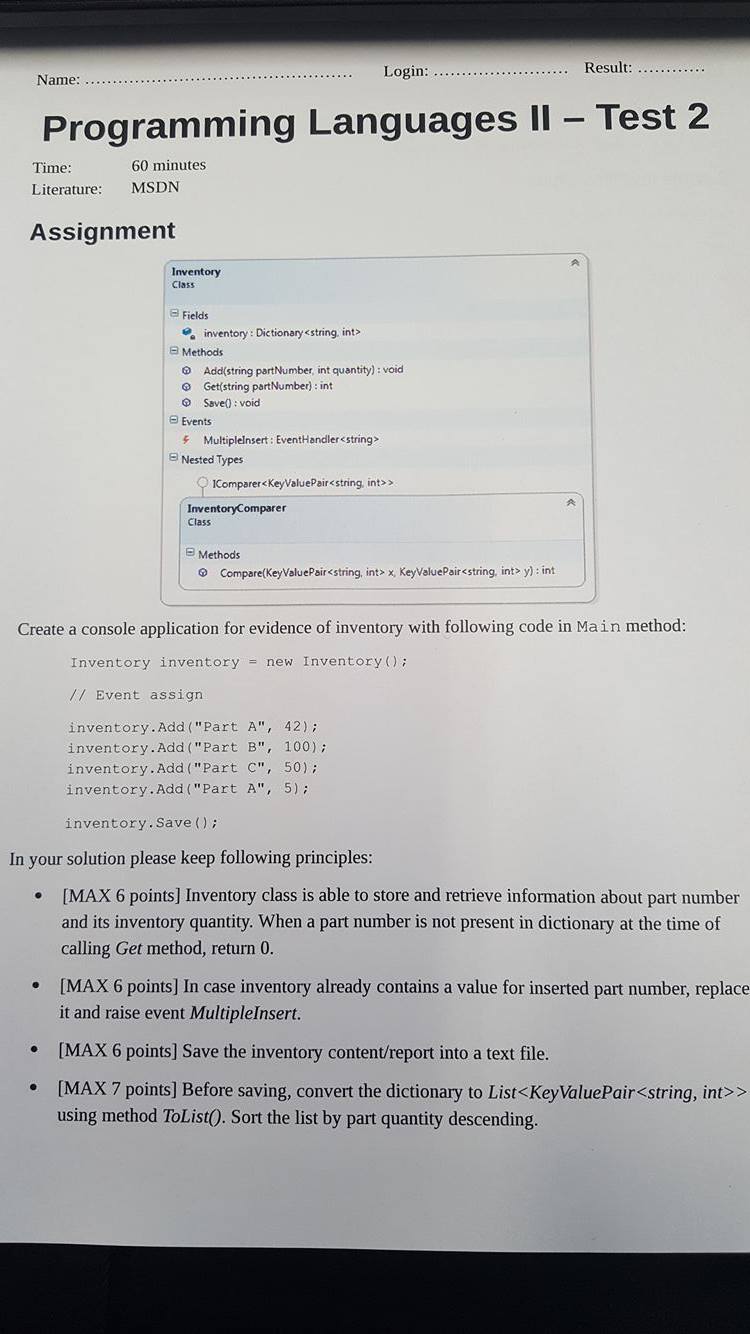 Name: ................................................. Login: ......................... Result: ............
Programming Languages II – Test 2
Time: 60 minutes
Literature: MSDN
Assignment
Inventory
Class
Fields
inventory : Dictionary<string, int>
Methods
Add(string partNumber, int quantity) : void
Get(string partNumber) : int
Save() : void
Events
MultipleInsert : EventHandler<string>
Nested Types
IComparer<KeyValuePair<string, int>>
InventoryComparer
Class
Methods
Compare(KeyValuePair<string, int> x, KeyValuePair<string, int> y) : int
Create a console application for evidence of inventory with following code in Main method:
Inventory inventory = new Inventory();
// Event assign
inventory.Add("Part A", 42);
inventory.Add("Part B", 100);
inventory.Add("Part C", 50);
inventory.Add("Part A", 5);
inventory.Save();
In your solution please keep following principles:
• [MAX 6 points] Inventory class is able to store and retrieve information about part number
and its inventory quantity. When a part number is not present in dictionary at the time of
calling Get method, return 0.
• [MAX 6 points] In case inventory already contains a value for inserted part number, replace
it and raise event MultipleInsert.
• [MAX 6 points] Save the inventory content/report into a text file.
• [MAX 7 points] Before saving, convert the dictionary to List<KeyValuePair<string, int>>
using method ToList(). Sort the list by part quantity descending.